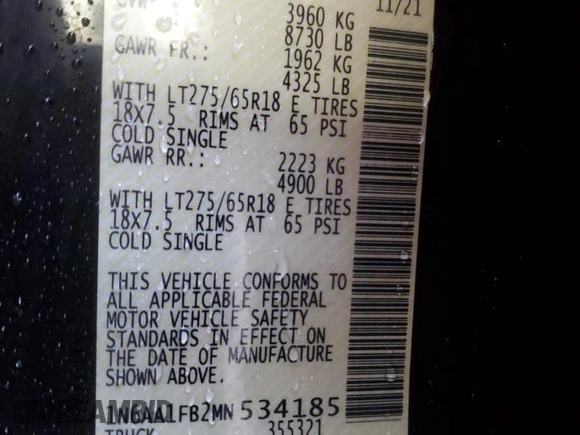 GVW 3960 KG 11/21
8730 LB
GAWR FR.: 1962 KG
4325 LB
WITH LT275/65R18 E TIRES
18X7.5 RIMS AT 65 PSI
COLD SINGLE
GAWR RR.: 2223 KG
4900 LB
WITH LT275/65R18 E TIRES
18X7.5 RIMS AT 65 PSI
COLD SINGLE
THIS VEHICLE CONFORMS TO
ALL APPLICABLE FEDERAL
MOTOR VEHICLE SAFETY
STANDARDS IN EFFECT ON
THE DATE OF MANUFACTURE
SHOWN ABOVE.
1N6AA1FB2MN534185
TRUCK 355321